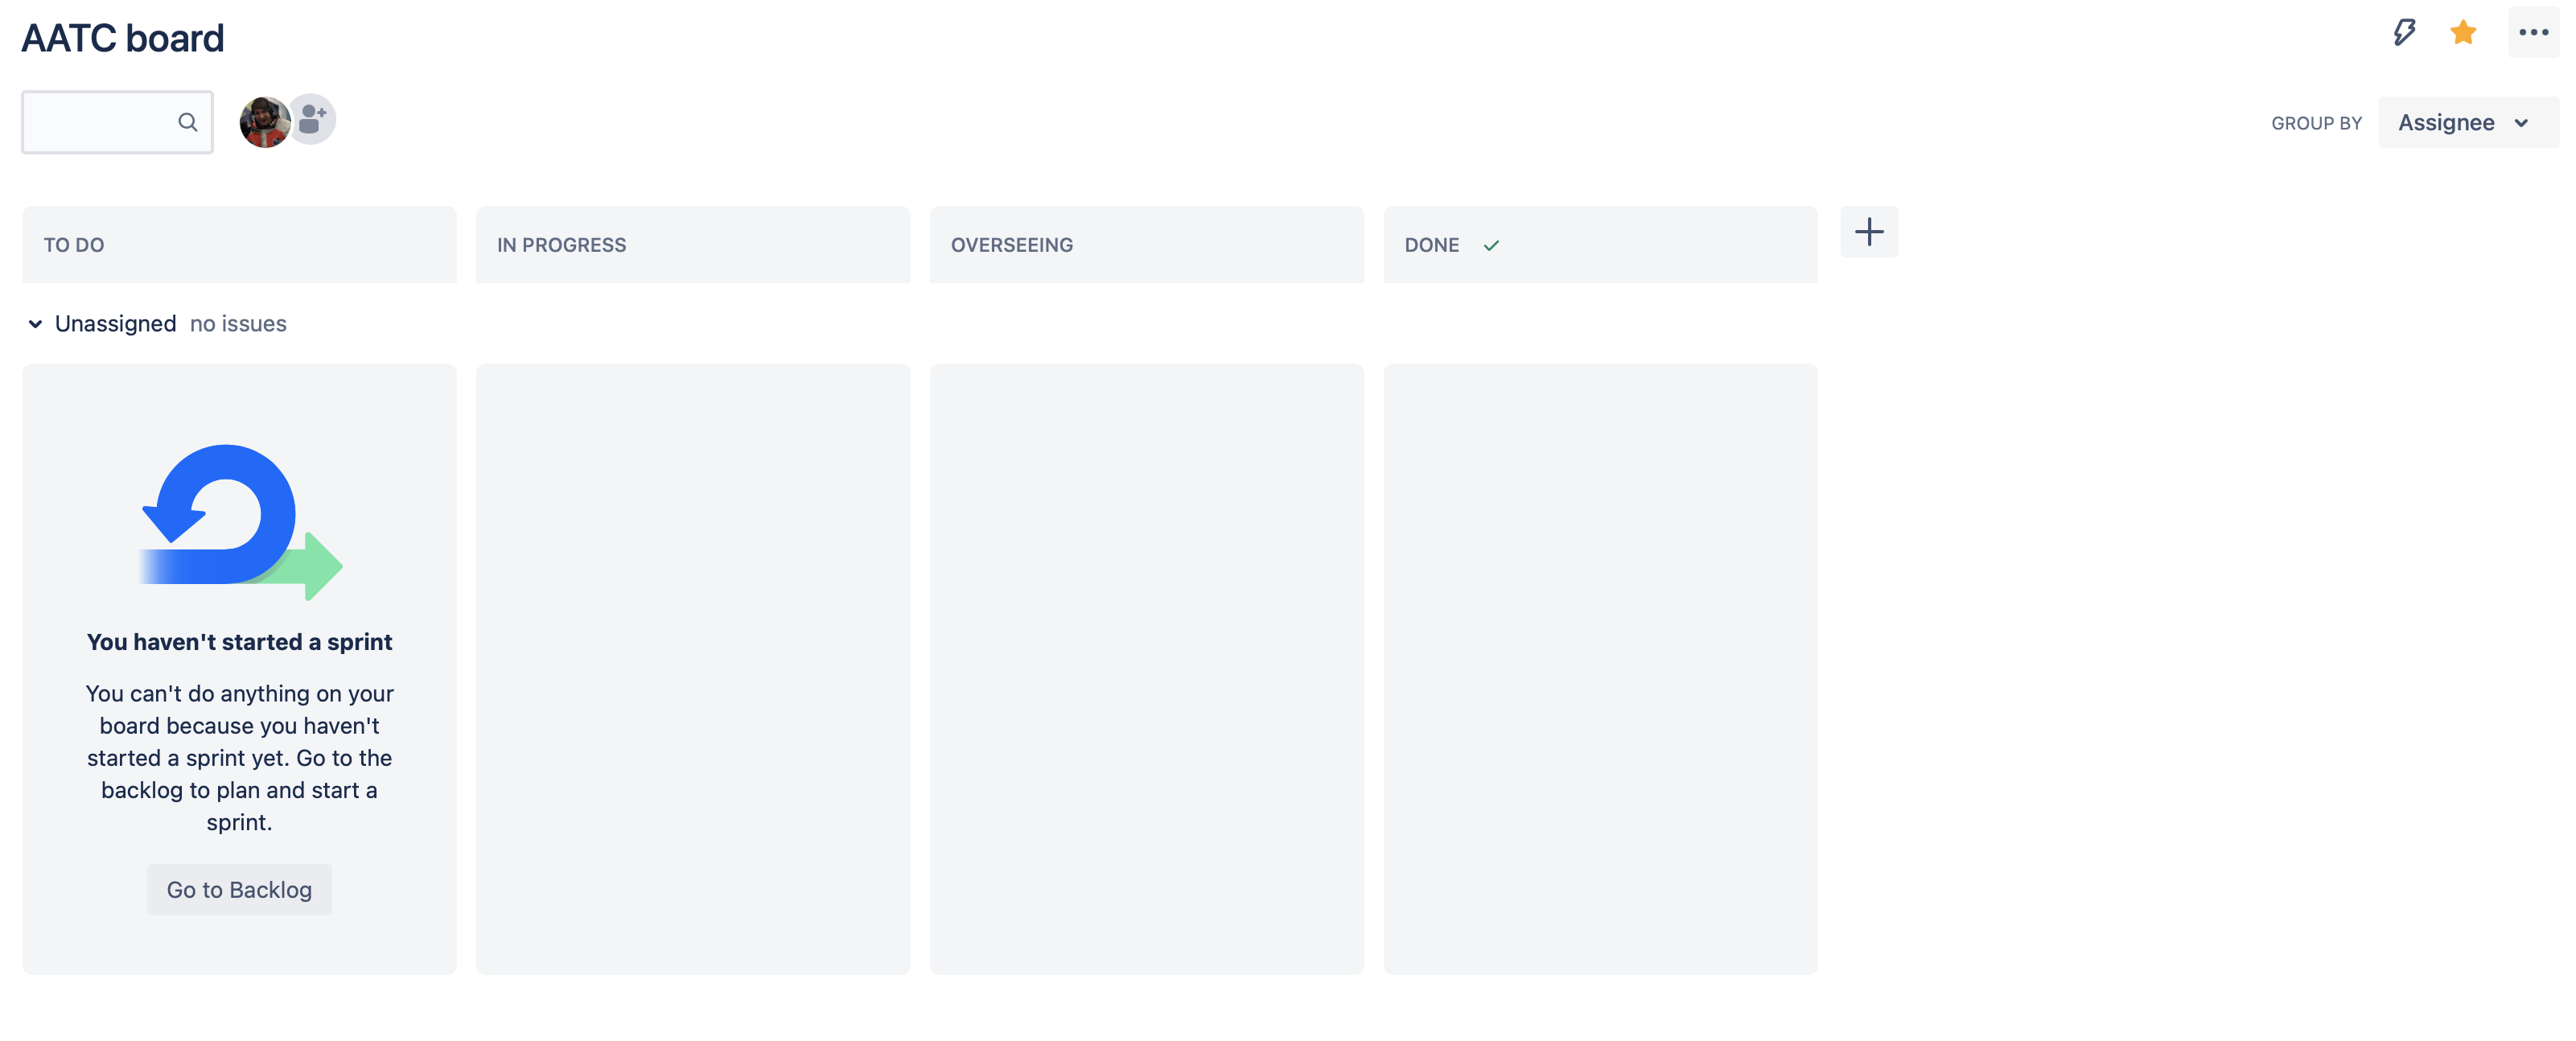 AATC board
GROUP BY Assignee
TO DO
IN PROGRESS
OVERSEEING
DONE
Unassigned no issues
You haven't started a sprint
You can't do anything on your
board because you haven't
started a sprint yet. Go to the
backlog to plan and start a
sprint.
Go to Backlog